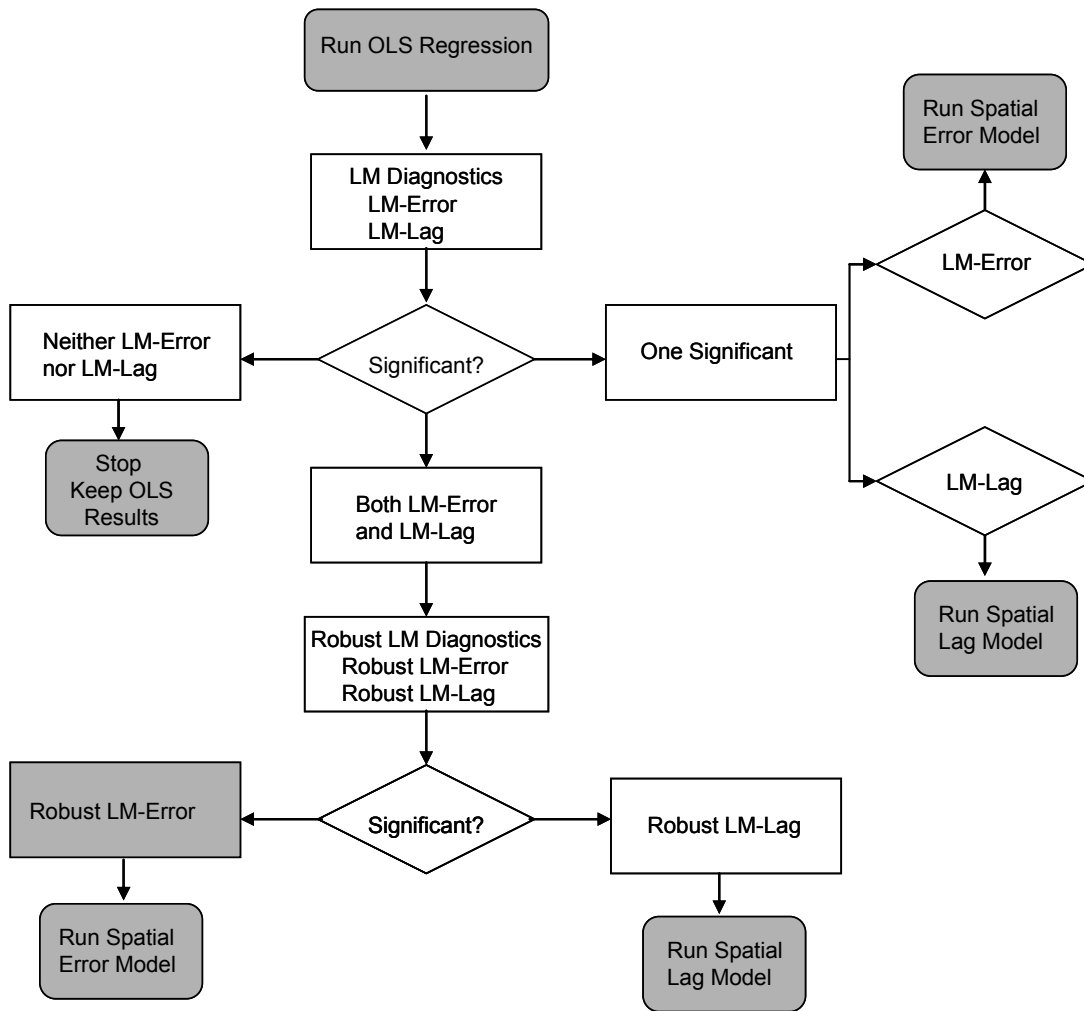 Run OLS Regression
Run Spatial
Error Model
LM Diagnostics
LM-Error
LM-Lag
LM-Error
Neither LM-Error
nor LM-Lag
Significant?
One Significant
Stop
Keep OLS
Results
Both LM-Error
and LM-Lag
LM-Lag
Run Spatial
Lag Model
Robust LM Diagnostics
Robust LM-Error
Robust LM-Lag
Robust LM-Error
Significant?
Robust LM-Lag
Run Spatial
Error Model
Run Spatial
Lag Model